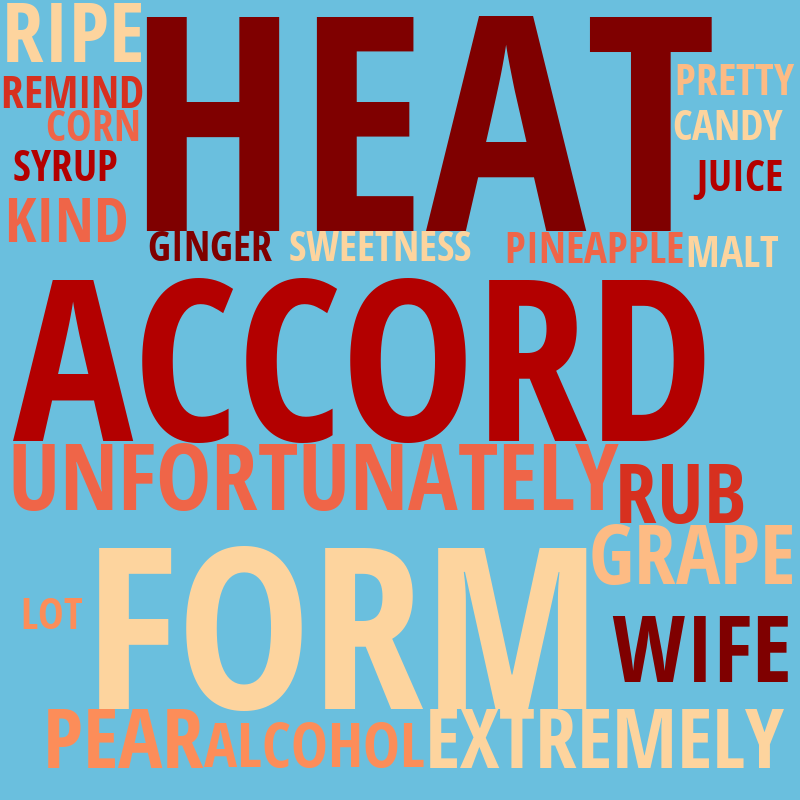 RIPE
HEAT
PRETTY
REMIND
CORN
CANDY
SYRUP
JUICE
KIND
GINGER SWEETNESS PINEAPPLE MALT
ACCORD
UNFORTUNATELY
RUB
GRAPE
FORM
LOT
WIFE
PEAR ALCOHOL EXTREMELY